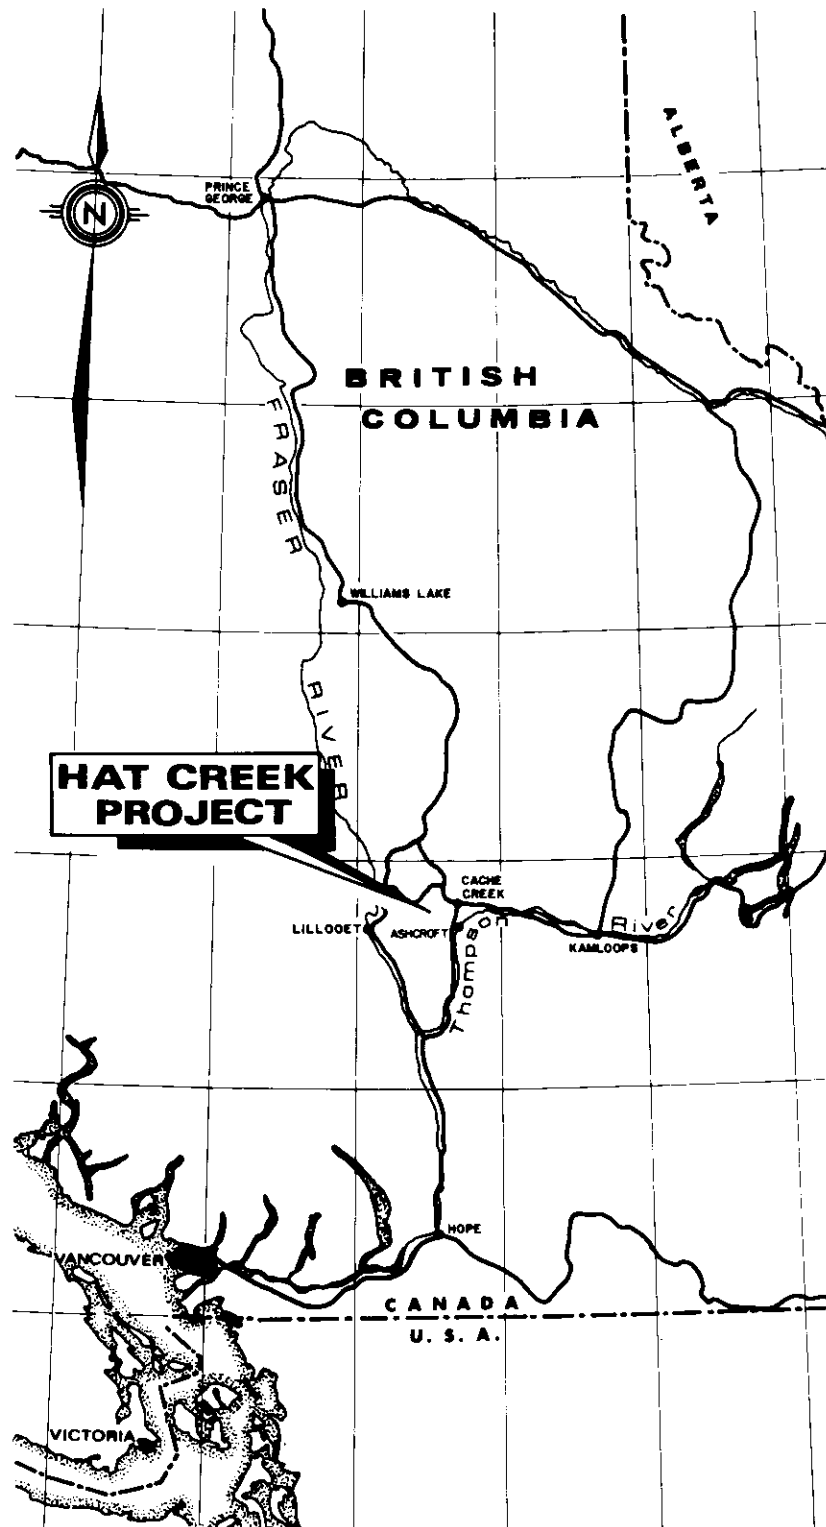 ALBERTA
PRINCE
GEORGE
N
BRITISH
COLUMBIA
FRASER
WILLIAMS LAKE
RIVER
HAT CREEK
PROJECT
CACHE
CREEK
LILLOOET
ASHCROFT
Thompson
River
KAMLOOPS
HOPE
VANCOUVER
CANADA
U.S.A.
VICTORIA